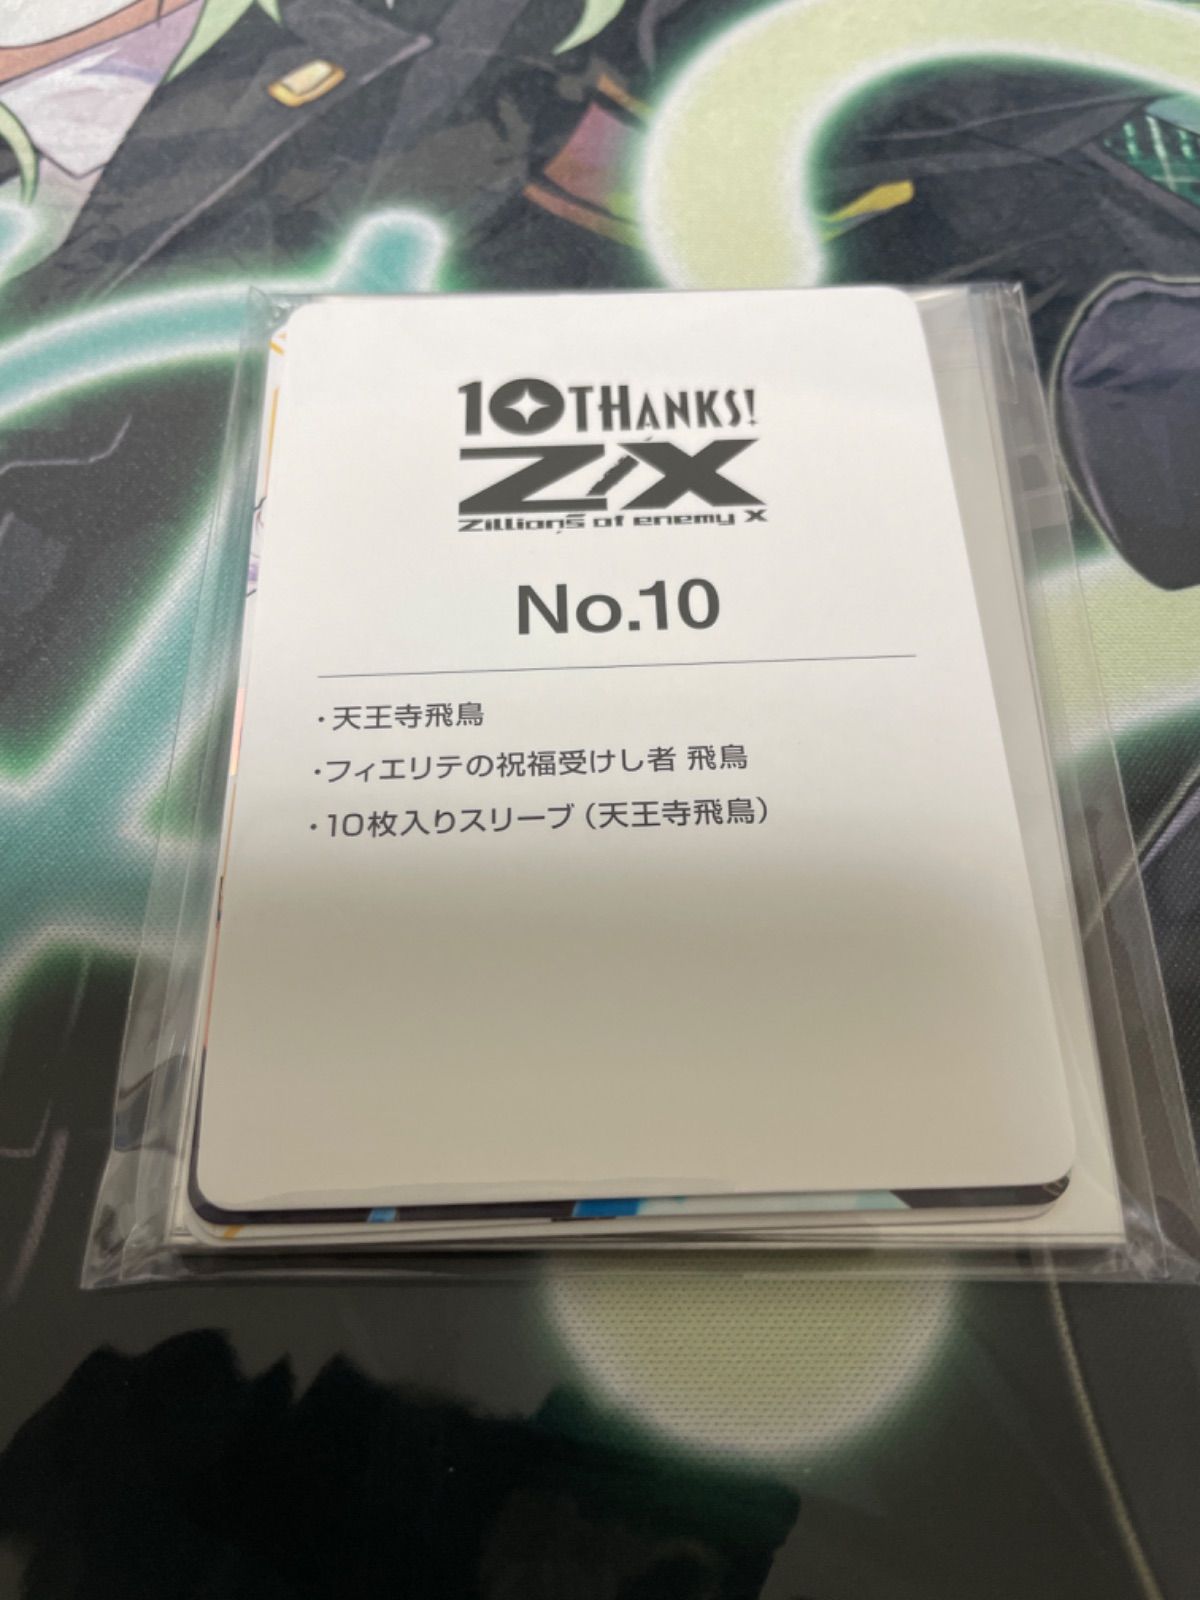 10THANKS!
Z/X
Zillions of enemy X
No.10
・天王寺飛鳥
・フィエリテの祝福受けし者 飛鳥
・10枚入りスリーブ（天王寺飛鳥）